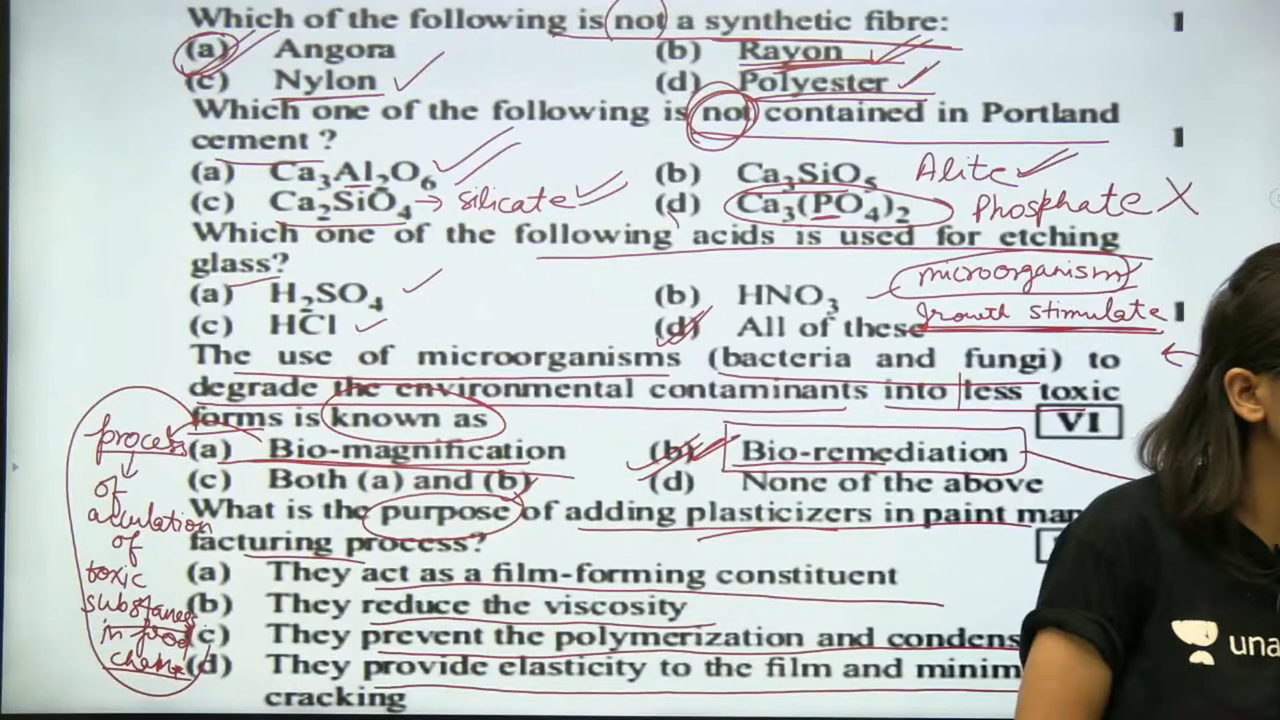 Which of the following is not a synthetic fibre:
(a) Angora (b) Rayon
(c) Nylon (d) Polyester
Which one of the following is not contained in Portland
cement ?
(a) Ca₃Al₂O₆ (b) Ca₃SiO₅ Alite
(c) Ca₂SiO₄ → silicate (d) Ca₃(PO₄)₂ Phosphate X
Which one of the following acids is used for etching
glass?
microorganism
(a) H₂SO₄ (b) HNO₃
growth stimulate
(c) HCl (d) All of these
The use of microorganisms (bacteria and fungi) to
degrade the environmental contaminants into less toxic
forms is known as
VI
process
(a) Bio-magnification (b) Bio-remediation
(c) Both (a) and (b) (d) None of the above
of
acculation
of
toxic
substances
in food
chain
What is the purpose of adding plasticizers in paint man
facturing process?
(a) They act as a film-forming constituent
(b) They reduce the viscosity
(c) They prevent the polymerization and condens
(d) They provide elasticity to the film and minim
cracking
una